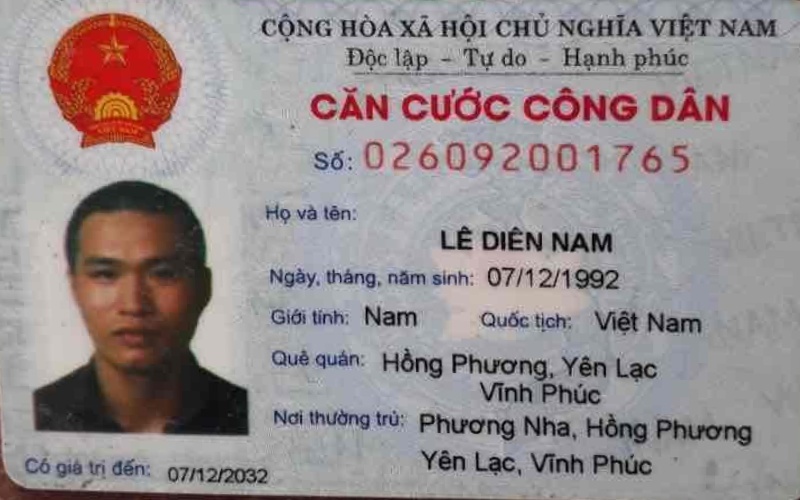 CỘNG HÒA XÃ HỘI CHỦ NGHĨA VIỆT NAM
Độc lập - Tự do - Hạnh phúc
CĂN CƯỚC CÔNG DÂN
Số: 026092001765
Họ và tên:
LÊ DIÊN NAM
Ngày, tháng, năm sinh: 07/12/1992
Giới tính: Nam Quốc tịch: Việt Nam
Quê quán: Hồng Phương, Yên Lạc
Vĩnh Phúc
Nơi thường trú: Phương Nha, Hồng Phương
Yên Lạc, Vĩnh Phúc
Có giá trị đến: 07/12/2032